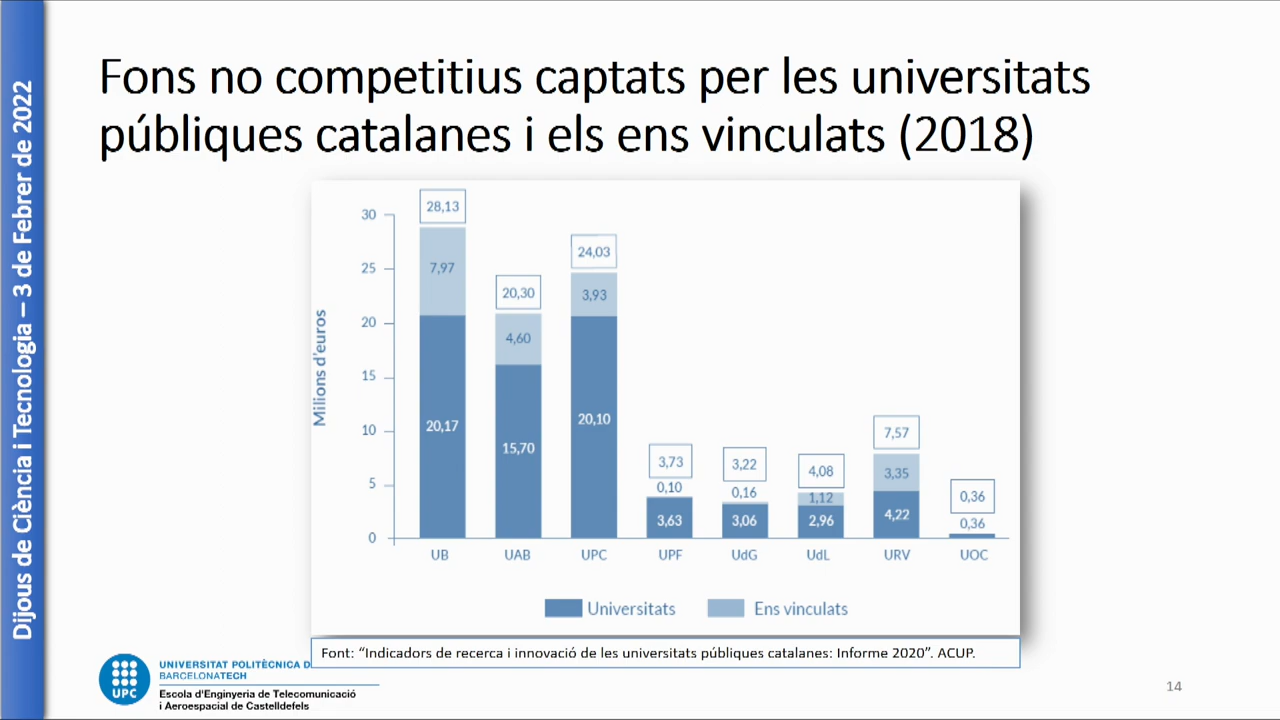 Dijous de Ciència i Tecnologia – 3 de Febrer de 2022
Fons no competitius captats per les universitats
públiques catalanes i els ens vinculats (2018)
Milions d'euros
30
25
20
15
10
5
0
28,13
7,97
20,17
UB
20,30
4,60
15,70
UAB
24,03
3,93
20,10
UPC
3,73
0,10
3,63
UPF
3,22
0,16
3,06
UdG
4,08
1,12
2,96
UdL
7,57
3,35
4,22
URV
0,36
0,36
UOC
Universitats
Ens vinculats
Font: “Indicadors de recerca i innovació de les universitats públiques catalanes: Informe 2020”. ACUP.
UPC
UNIVERSITAT POLITÈCNICA D
BARCELONATECH
Escola d'Enginyeria de Telecomunicació
i Aeroespacial de Castelldefels
14